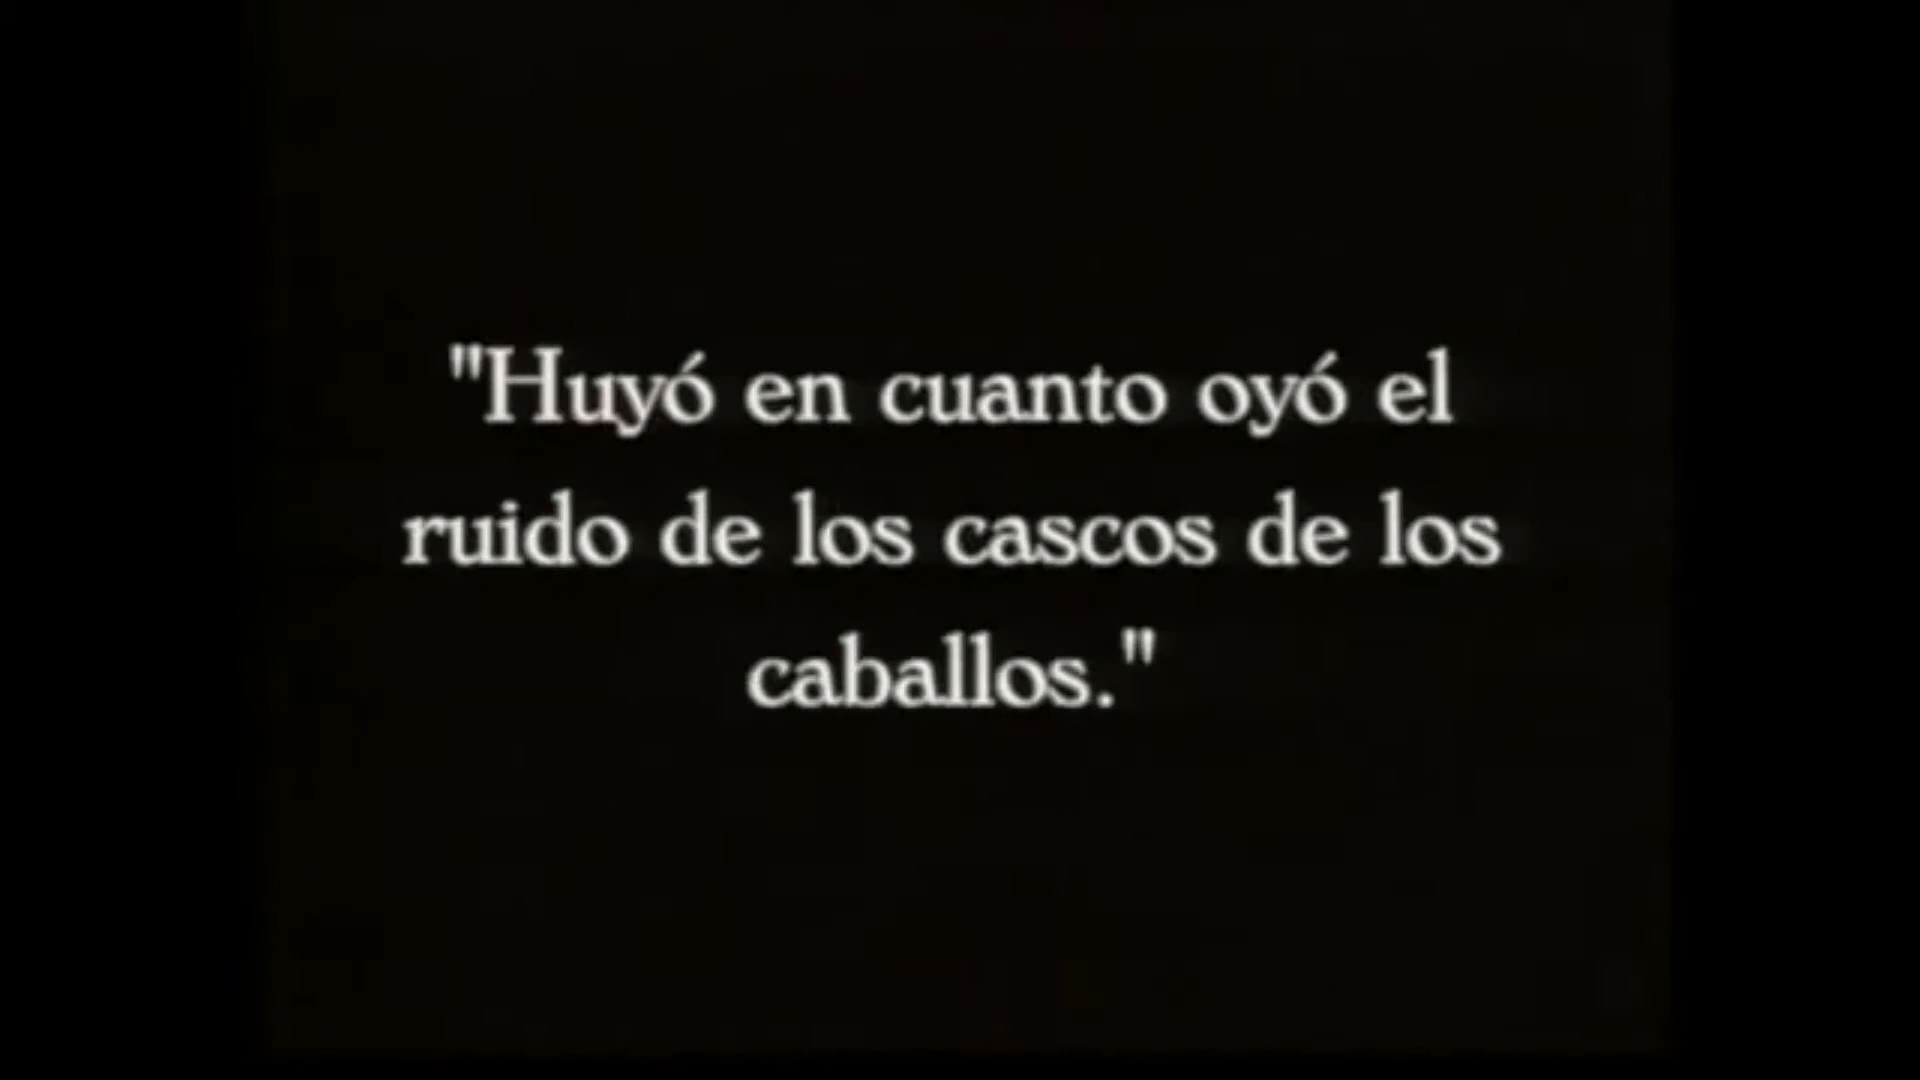 "Huyó en cuanto oyó el
ruido de los cascos de los
caballos."